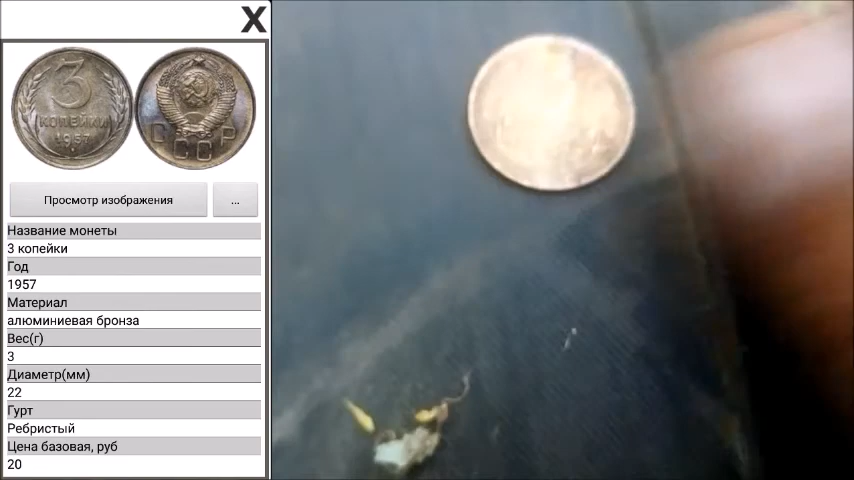 X
3
КОПЕЙКИ
1957
С Р
СС
Просмотр изображения
...
Название монеты
3 копейки
Год
1957
Материал
алюминиевая бронза
Вес(г)
3
Диаметр(мм)
22
Гурт
Ребристый
Цена базовая, руб
20